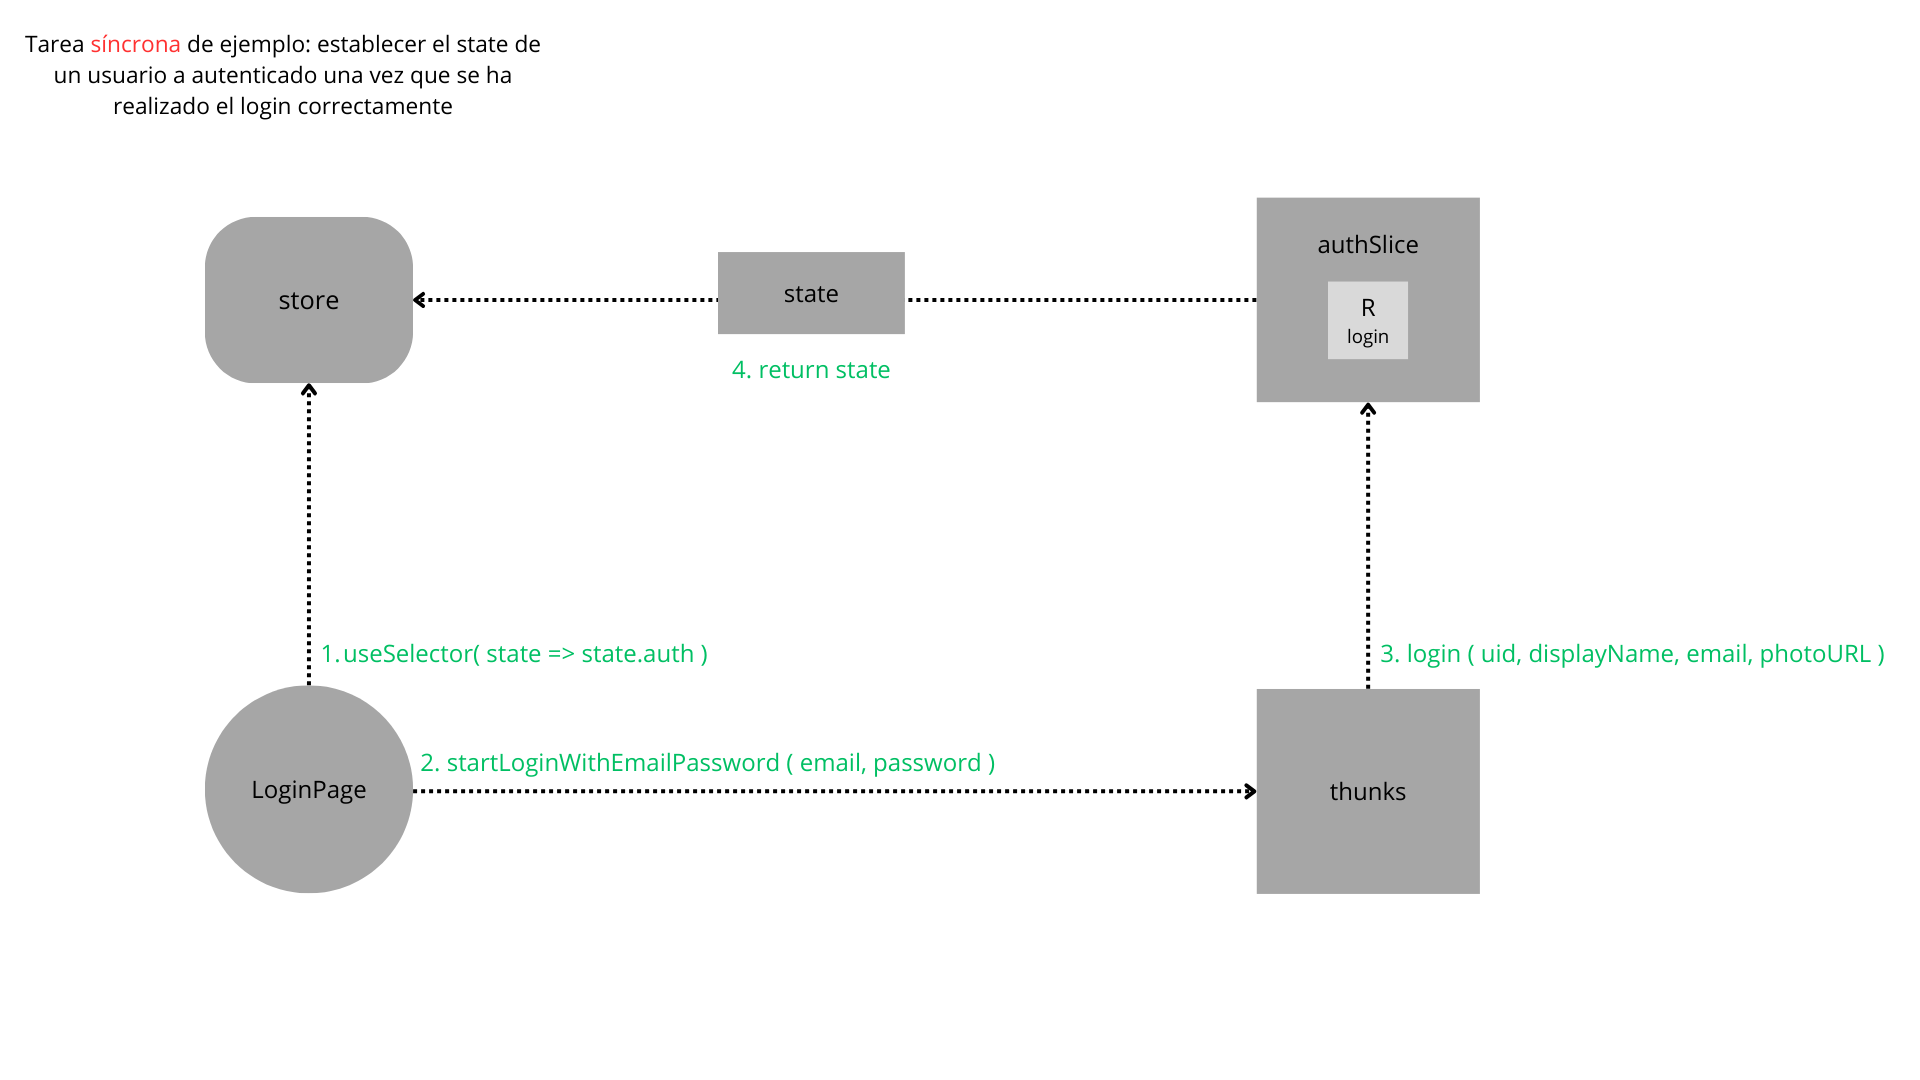 Tarea síncrona de ejemplo: establecer el state de
un usuario a autenticado una vez que se ha
realizado el login correctamente
store
state
authSlice
R
login
4. return state
1. useSelector( state => state.auth )
3. login ( uid, displayName, email, photoURL )
2. startLoginWithEmailPassword ( email, password )
LoginPage
thunks